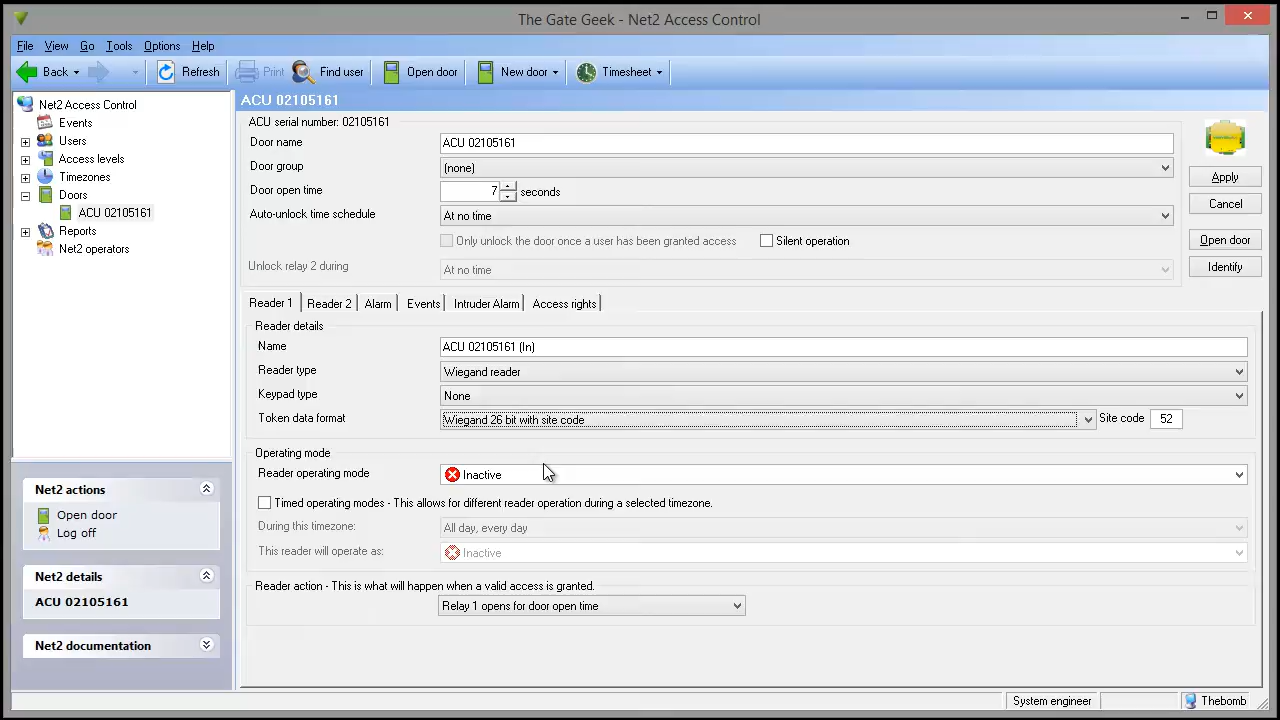 The Gate Geek - Net2 Access Control
File View Go Tools Options Help
Back Refresh Print Find user Open door New door Timesheet
Net2 Access Control
Events
Users
Access levels
Timezones
Doors
ACU 02105161
Reports
Net2 operators
Net2 actions
Open door
Log off
Net2 details
ACU 02105161
Net2 documentation
ACU 02105161
ACU serial number: 02105161
Door name ACU 02105161
Door group (none)
Door open time 7 seconds
Auto-unlock time schedule At no time
Only unlock the door once a user has been granted access Silent operation
Unlock relay 2 during At no time
Apply
Cancel
Open door
Identify
Reader 1 Reader 2 Alarm Events Intruder Alarm Access rights
Reader details
Name ACU 02105161 (In)
Reader type Wiegand reader
Keypad type None
Token data format Wiegand 26 bit with site code Site code 52
Operating mode
Reader operating mode Inactive
Timed operating modes - This allows for different reader operation during a selected timezone.
During this timezone: All day, every day
This reader will operate as: Inactive
Reader action - This is what will happen when a valid access is granted.
Relay 1 opens for door open time
System engineer Thebomb